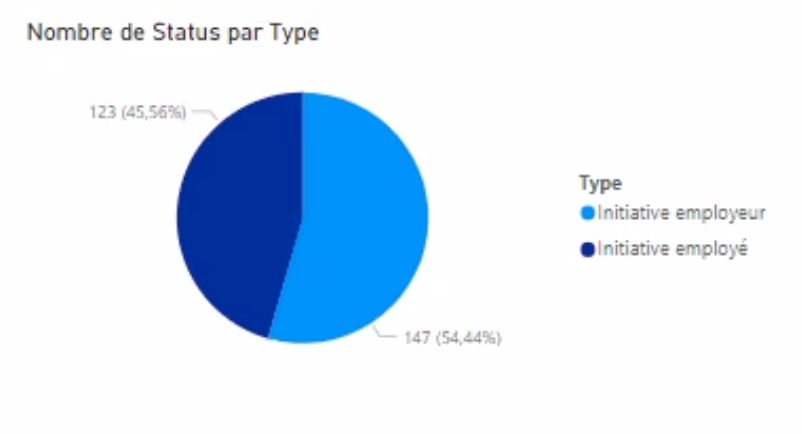 Nombre de Status par Type
123 (45,56%)
147 (54,44%)
Type
Initiative employeur
Initiative employé